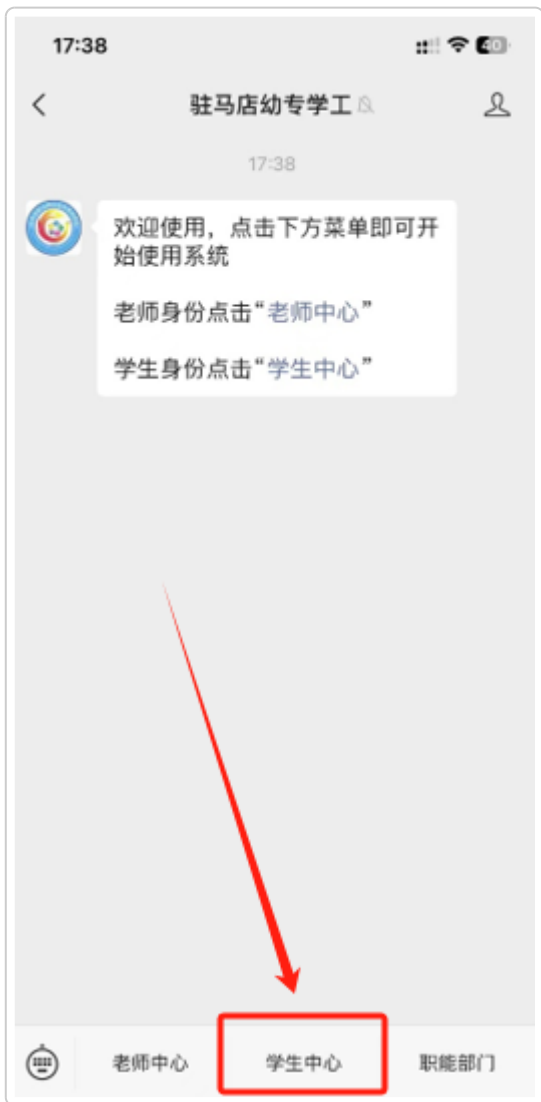 17:38
40
驻马店幼专学工
17:38
欢迎使用，点击下方菜单即可开
始使用系统
老师身份点击“老师中心”
学生身份点击“学生中心”
老师中心
学生中心
职能部门